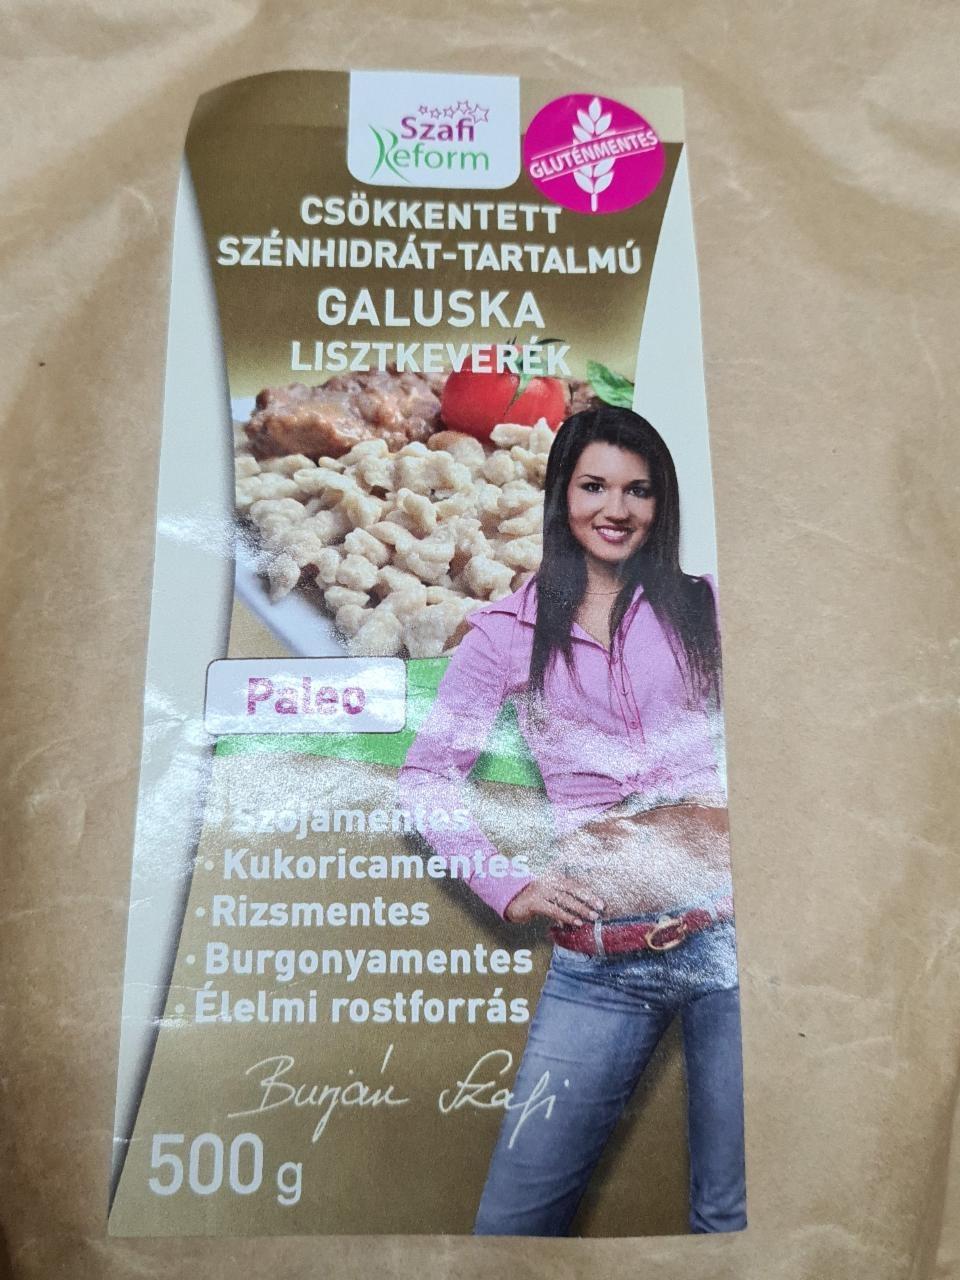 Szafi
Reform
GLUTÉNMENTES
CSÖKKENTETT
SZÉNHIDRÁT-TARTALMÚ
GALUSKA
LISZTKEVERÉK
Paleo
• Szójamentes
• Kukoricamentes
• Rizsmentes
• Burgonyamentes
• Élelmi rostforrás
Burján Szafi
500 g